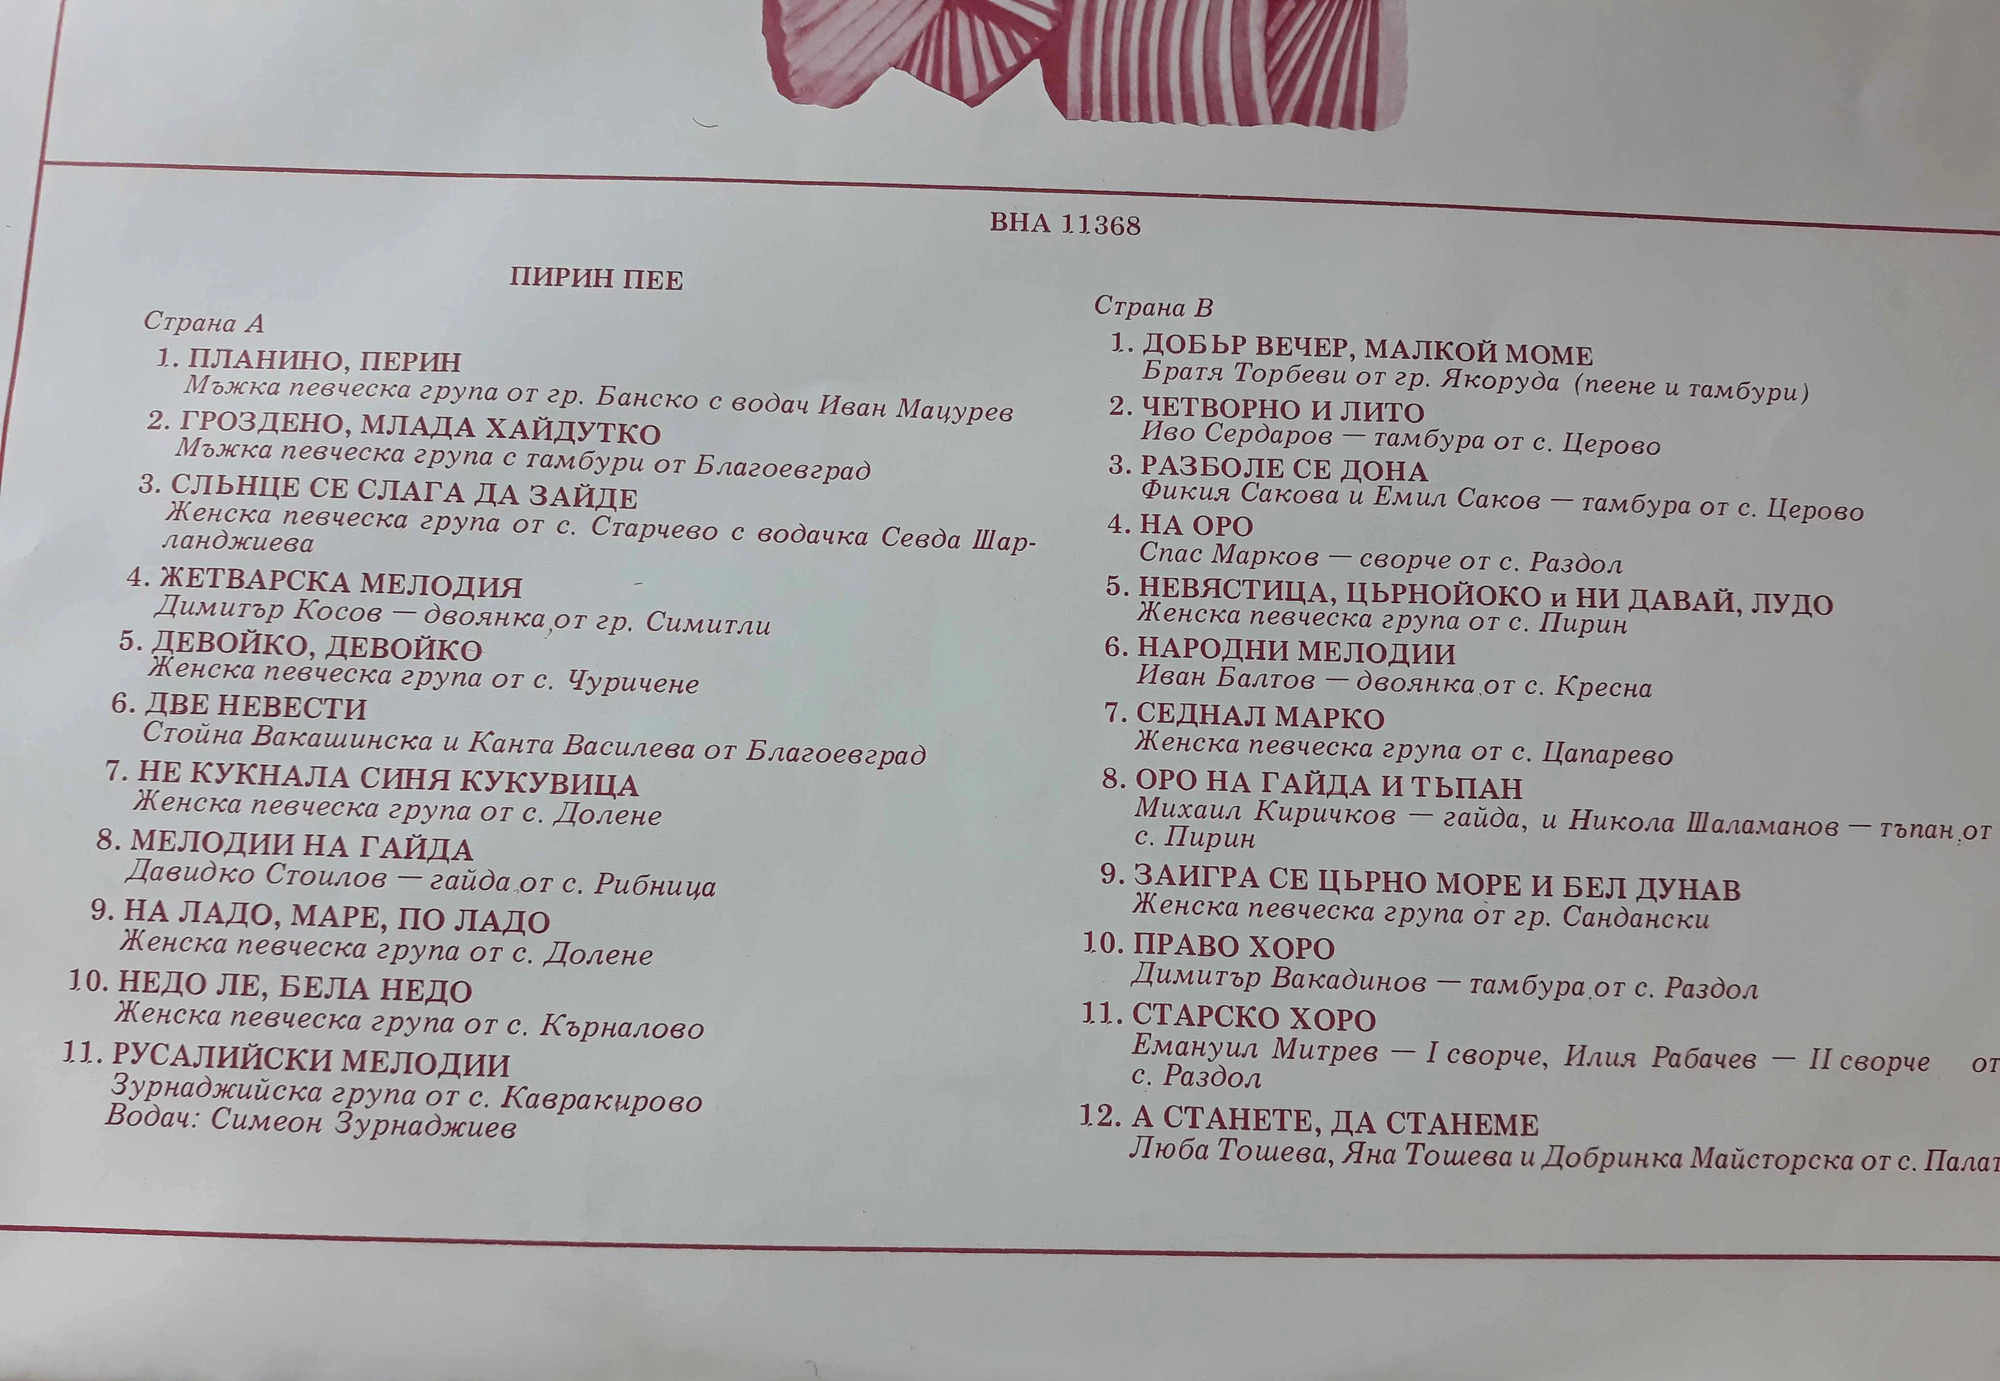 ВНА 11368
ПИРИН ПЕЕ
Страна А
1. ПЛАНИНО, ПЕРИН
Мъжка певческа група от гр. Банско с водач Иван Мацурев
2. ГРОЗДЕНО, МЛАДА ХАЙДУТКО
Мъжка певческа група с тамбури от Благоевград
3. СЛЪНЦЕ СЕ СЛАГА ДА ЗАЙДЕ
Женска певческа група от с. Старчево с водачка Севда Шар-
ланджиева
4. ЖЕТВАРСКА МЕЛОДИЯ
Димитър Косов — двоянка, от гр. Симитли
5. ДЕВОЙКО, ДЕВОЙКО
Женска певческа група от с. Чуричене
6. ДВЕ НЕВЕСТИ
Стойна Вакашинска и Канта Василева от Благоевград
7. НЕ КУКНАЛА СИНЯ КУКУВИЦА
Женска певческа група от с. Долене
8. МЕЛОДИИ НА ГАЙДА
Давидко Стоилов — гайда, от с. Рибница
9. НА ЛАДО, МАРЕ, ПО ЛАДО
Женска певческа група от с. Долене
10. НЕДО ЛЕ, БЕЛА НЕДО
Женска певческа група от с. Кърналово
11. РУСАЛИЙСКИ МЕЛОДИИ
Зурнаджийска група от с. Кавракирово
Водач: Симеон Зурнаджиев
Страна В
1. ДОБЪР ВЕЧЕР, МАЛКОЙ МОМЕ
Братя Торбеви от гр. Якоруда (пеене и тамбури)
2. ЧЕТВОРНО И ЛИТО
Иво Сердаров — тамбура от с. Церово
3. РАЗБОЛЕ СЕ ДОНА
Фикия Сакова и Емил Саков — тамбура от с. Церово
4. НА ОРО
Спас Марков — сворче от с. Раздол
5. НЕВЯСТИЦА, ЦЪРНОЙОКО и НИ ДАВАЙ, ЛУДО
Женска певческа група от с. Пирин
6. НАРОДНИ МЕЛОДИИ
Иван Балтов — двоянка, от с. Кресна
7. СЕДНАЛ МАРКО
Женска певческа група от с. Цапарево
8. ОРО НА ГАЙДА И ТЪПАН
Михаил Киричков — гайда, и Никола Шаламанов — тъпан, от
с. Пирин
9. ЗАИГРА СЕ ЦЪРНО МОРЕ И БЕЛ ДУНАВ
Женска певческа група от гр. Сандански
10. ПРАВО ХОРО
Димитър Вакадинов — тамбура, от с. Раздол
11. СТАРСКО ХОРО
Емануил Митрев — I сворче, Илия Рабачев — II сворче от
с. Раздол
12. А СТАНЕТЕ, ДА СТАНЕМЕ
Люба Тошева, Яна Тошева и Добринка Майсторска от с. Палат